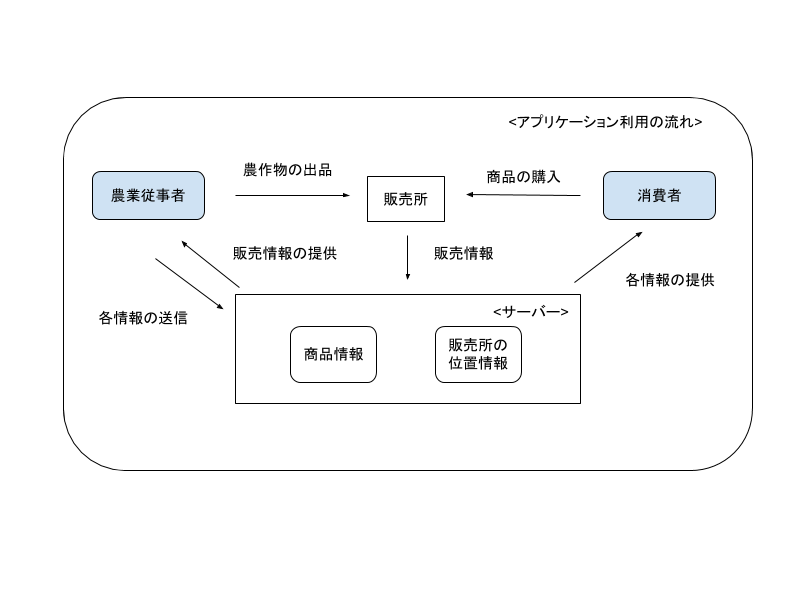 <アプリケーション利用の流れ>
農作物の出品
商品の購入
農業従事者
販売所
消費者
販売情報の提供
販売情報
各情報の提供
各情報の送信
<サーバー>
商品情報
販売所の
位置情報